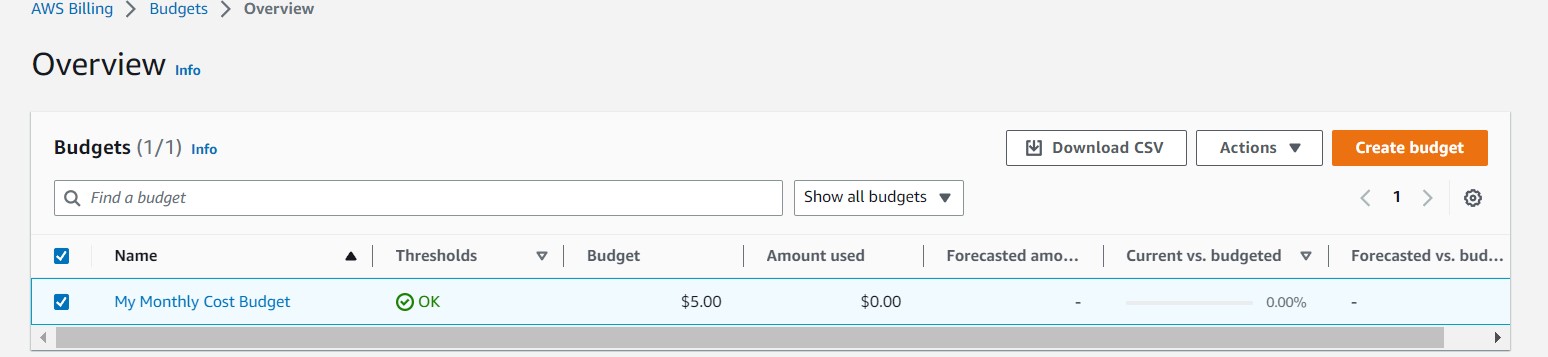 AWS Billing > Budgets > Overview
Overview Info
Budgets (1/1) Info Download CSV Actions Create budget
Find a budget Show all budgets 1
Name Thresholds Budget Amount used Forecasted amo... Current vs. budgeted Forecasted vs. bud...
My Monthly Cost Budget OK $5.00 $0.00 - 0.00% -